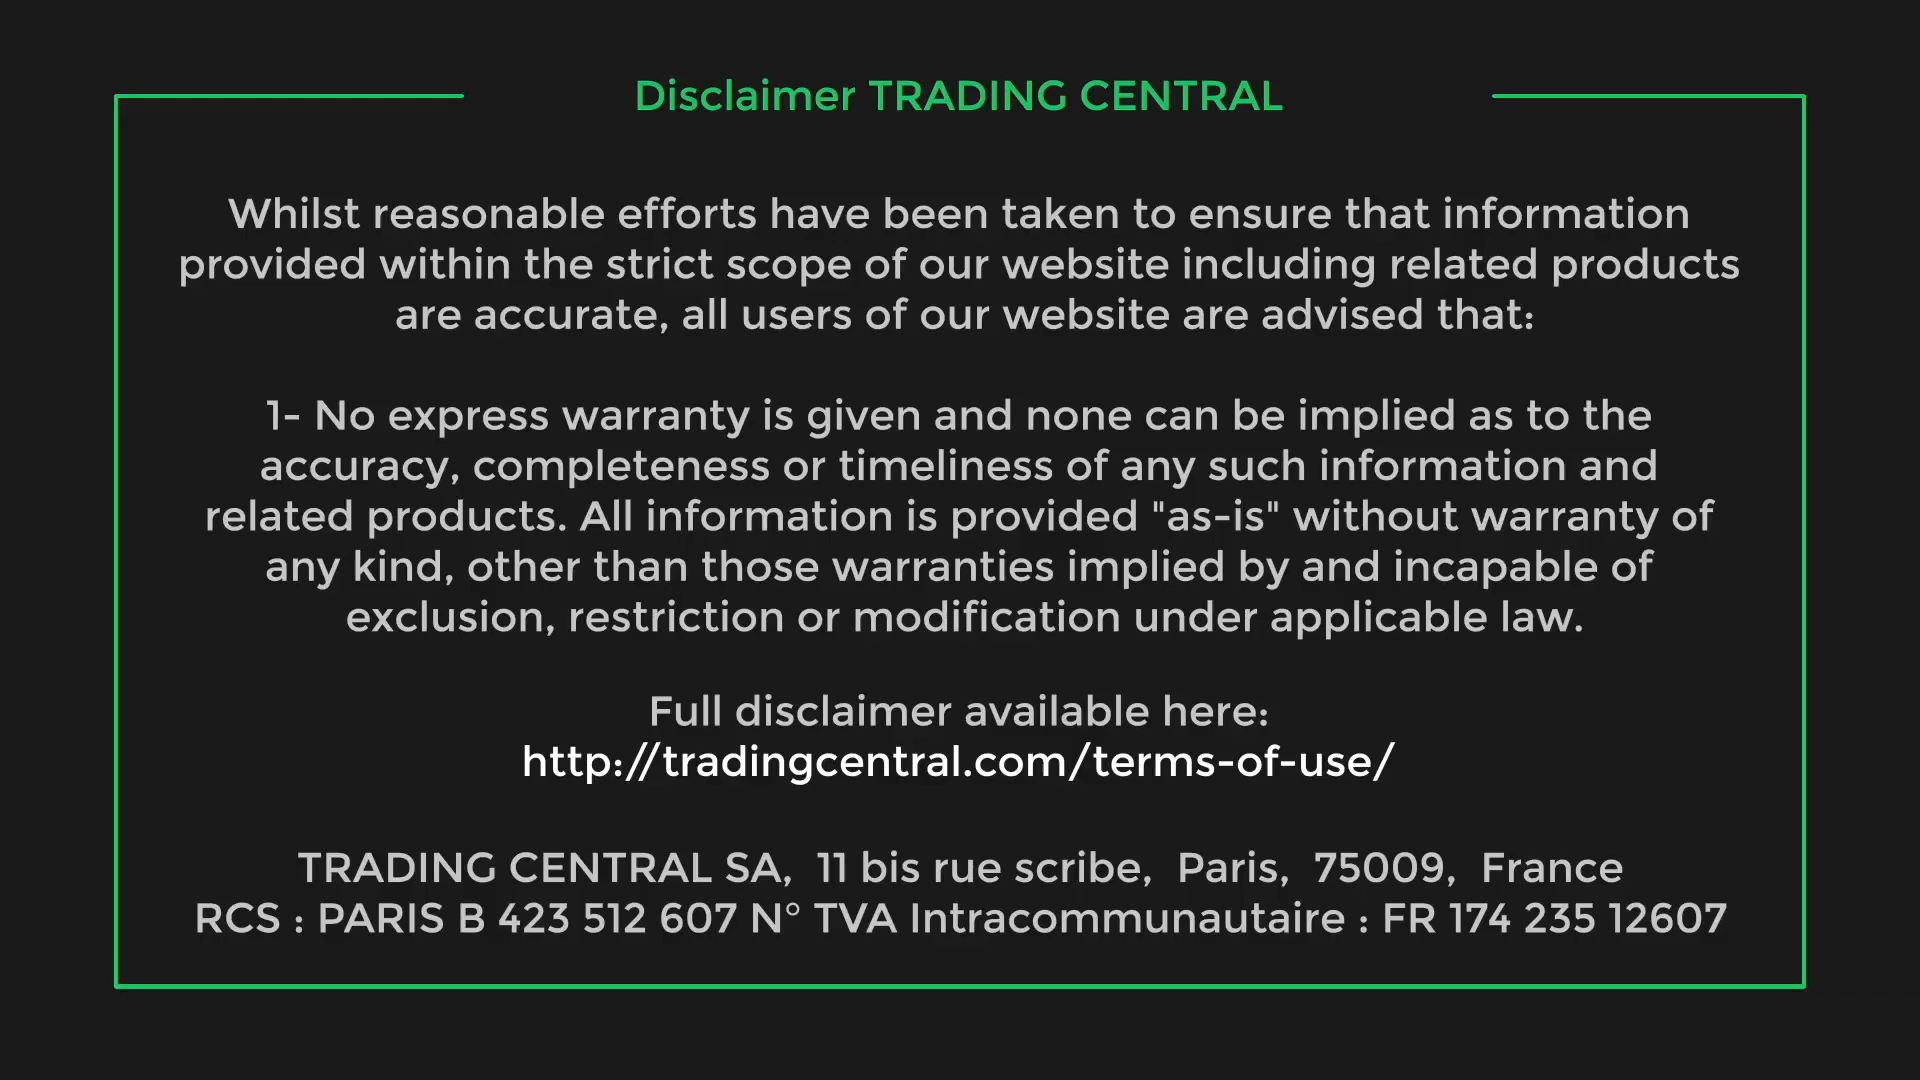 Disclaimer TRADING CENTRAL
Whilst reasonable efforts have been taken to ensure that information
provided within the strict scope of our website including related products
are accurate, all users of our website are advised that:
1- No express warranty is given and none can be implied as to the
accuracy, completeness or timeliness of any such information and
related products. All information is provided "as-is" without warranty of
any kind, other than those warranties implied by and incapable of
exclusion, restriction or modification under applicable law.
Full disclaimer available here:
http://tradingcentral.com/terms-of-use/
TRADING CENTRAL SA,  11 bis rue scribe,  Paris,  75009,  France
RCS : PARIS B 423 512 607 N° TVA Intracommunautaire : FR 174 235 12607